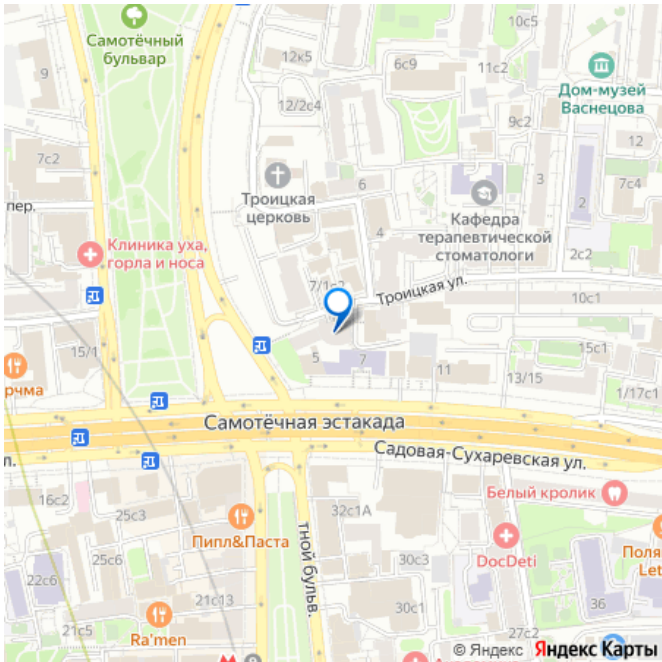 Самотёчный
бульвар
12к5
6с9
10с5
11с2
Дом-музей
Васнецова
9
12/2с4
9с2
12
7с2
пер.
Троицкая
церковь
6
Кафедра
терапевтической
стоматологи
3
2
7с4
Клиника уха,
горла и носа
2с2
7/1с2
Троицкая ул.
10с1
15/1
рчма
5
7
11
13/15
15с1
1/17с1
Самотёчная эстакада
Садовая-Сухаревская ул.
л.
16с2
25с3
Пипл&Паста
32с1А
Белый кролик
25с6
тной бульв.
30с3
DocDeti
Поля
Let
22с6
21с13
30с1
36
21с5
Ra'men
27с2
© Яндекс Яндекс Карты